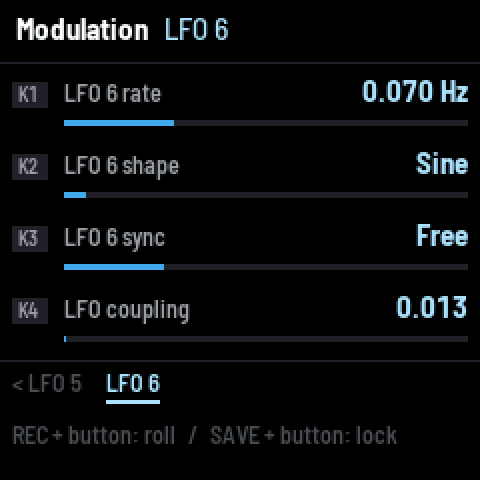 Modulation LFO 6
K1 LFO 6 rate 0.070 Hz
K2 LFO 6 shape Sine
K3 LFO 6 sync Free
K4 LFO coupling 0.013
< LFO 5 LFO 6
REC + button: roll / SAVE + button: lock